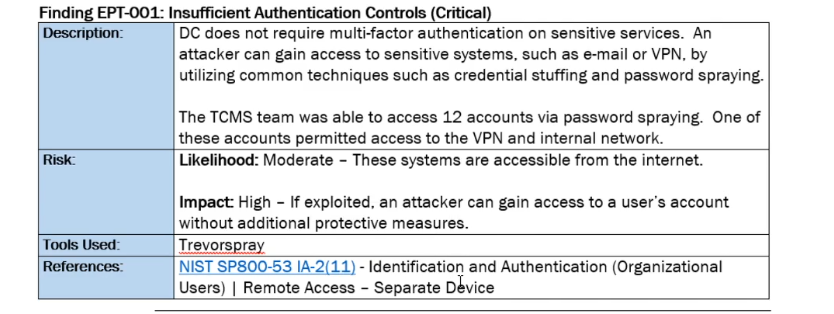 Finding EPT-001: Insufficient Authentication Controls (Critical)
Description:
DC does not require multi-factor authentication on sensitive services. An
attacker can gain access to sensitive systems, such as e-mail or VPN, by
utilizing common techniques such as credential stuffing and password spraying.
The TCMS team was able to access 12 accounts via password spraying. One of
these accounts permitted access to the VPN and internal network.
Risk:
Likelihood: Moderate – These systems are accessible from the internet.
Impact: High – If exploited, an attacker can gain access to a user's account
without additional protective measures.
Tools Used:
Trevorspray
References:
NIST SP800-53 IA-2(11) - Identification and Authentication (Organizational
Users) | Remote Access – Separate Device